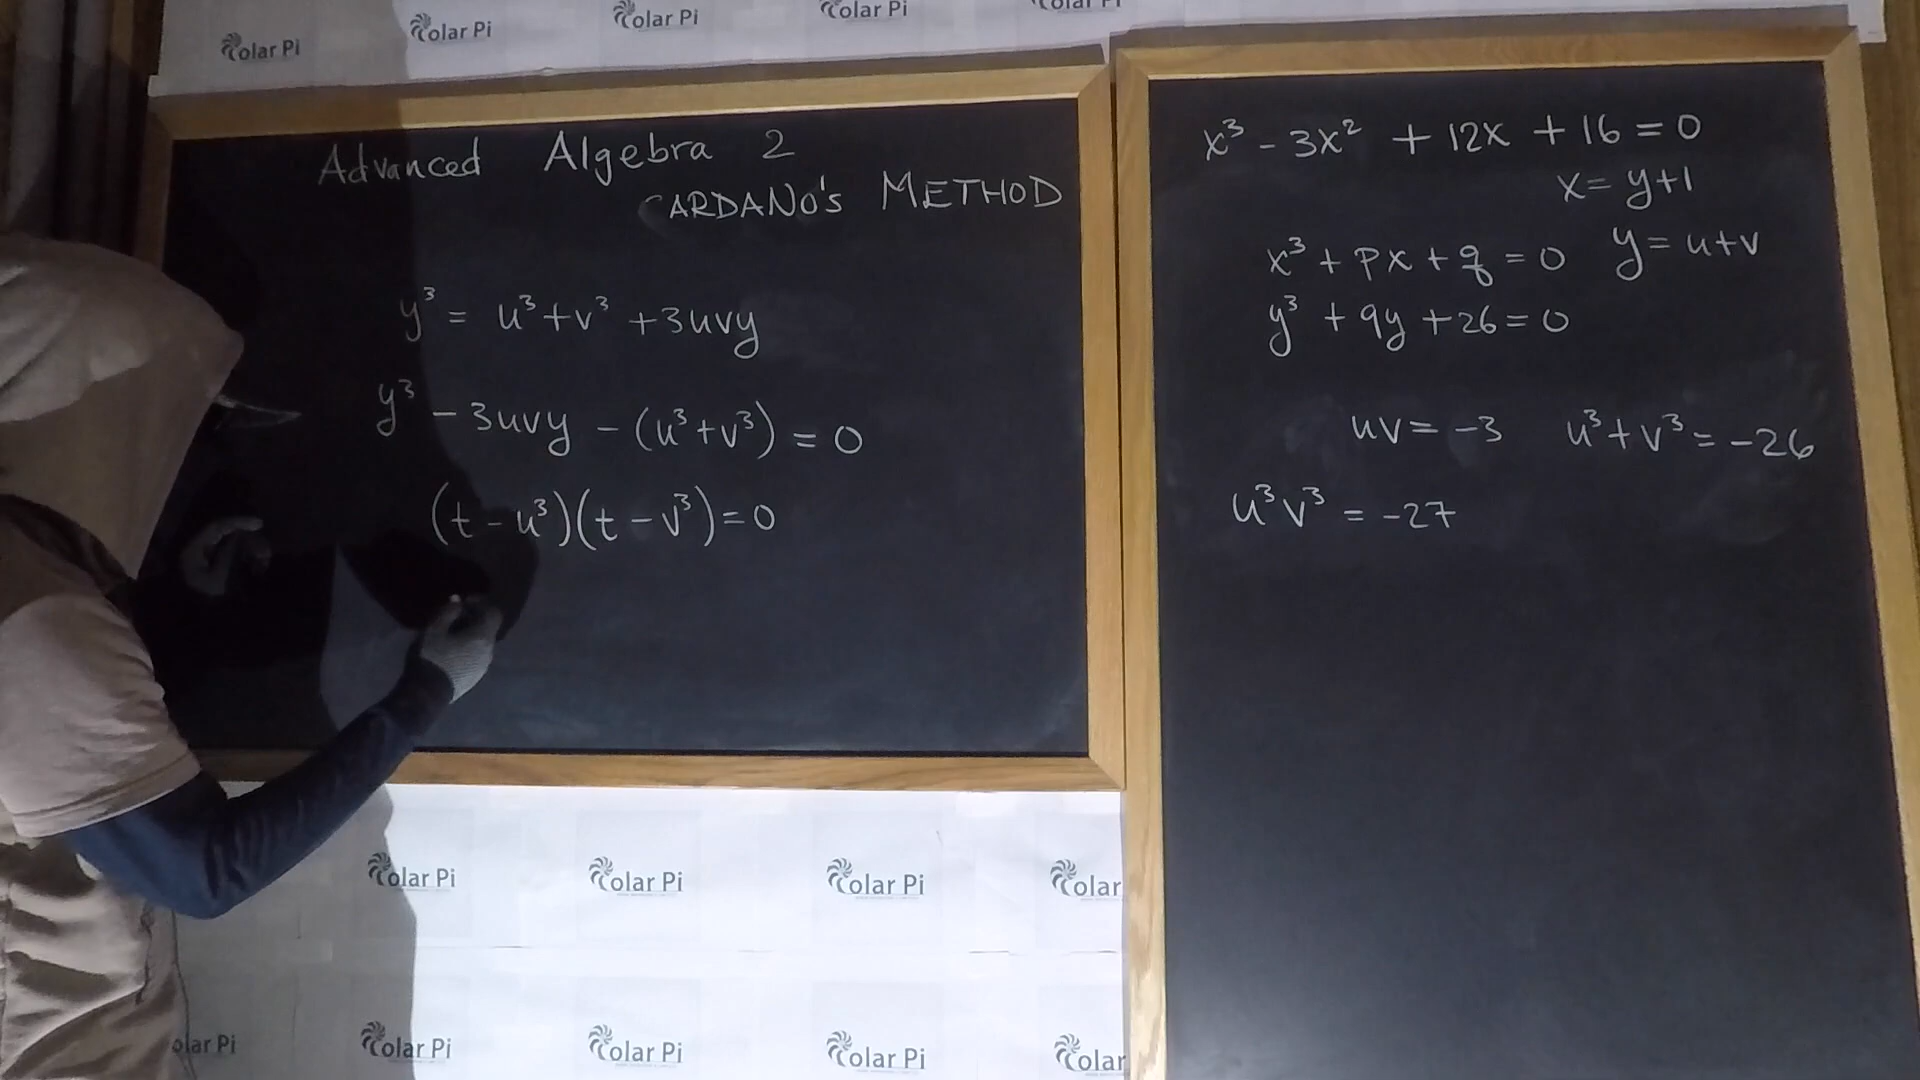 Colar Pi Colar Pi Colar Pi Colar Pi Colar Pi
Advanced Algebra 2
CARDANO'S METHOD
y³ = u³+v³ +3uvy
y³ - 3uvy - (u³+v³) = 0
(t - u³)(t - v³)=0
x³ - 3x² + 12x + 16 = 0
x = y+1
x³ + px + q = 0 y = u+v
y³ + 9y + 26 = 0
uv = -3 u³+v³ = -26
u³v³ = -27
Colar Pi Colar Pi Colar Pi Colar
olar Pi Colar Pi Colar Pi Colar Pi Colar